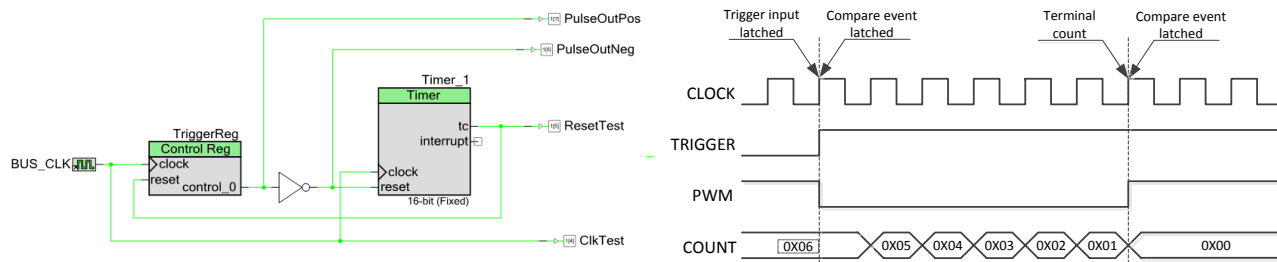 PulseOutPos
PulseOutNeg
Timer_1
Timer
tc
interrupt
clock
reset
16-bit (Fixed)
ResetTest
TriggerReg
Control Reg
clock
reset
control_0
BUS_CLK
ClkTest
Trigger input
latched
Compare event
latched
Terminal
count
Compare event
latched
CLOCK
TRIGGER
PWM
COUNT
0X06
0X05
0X04
0X03
0X02
0X01
0X00